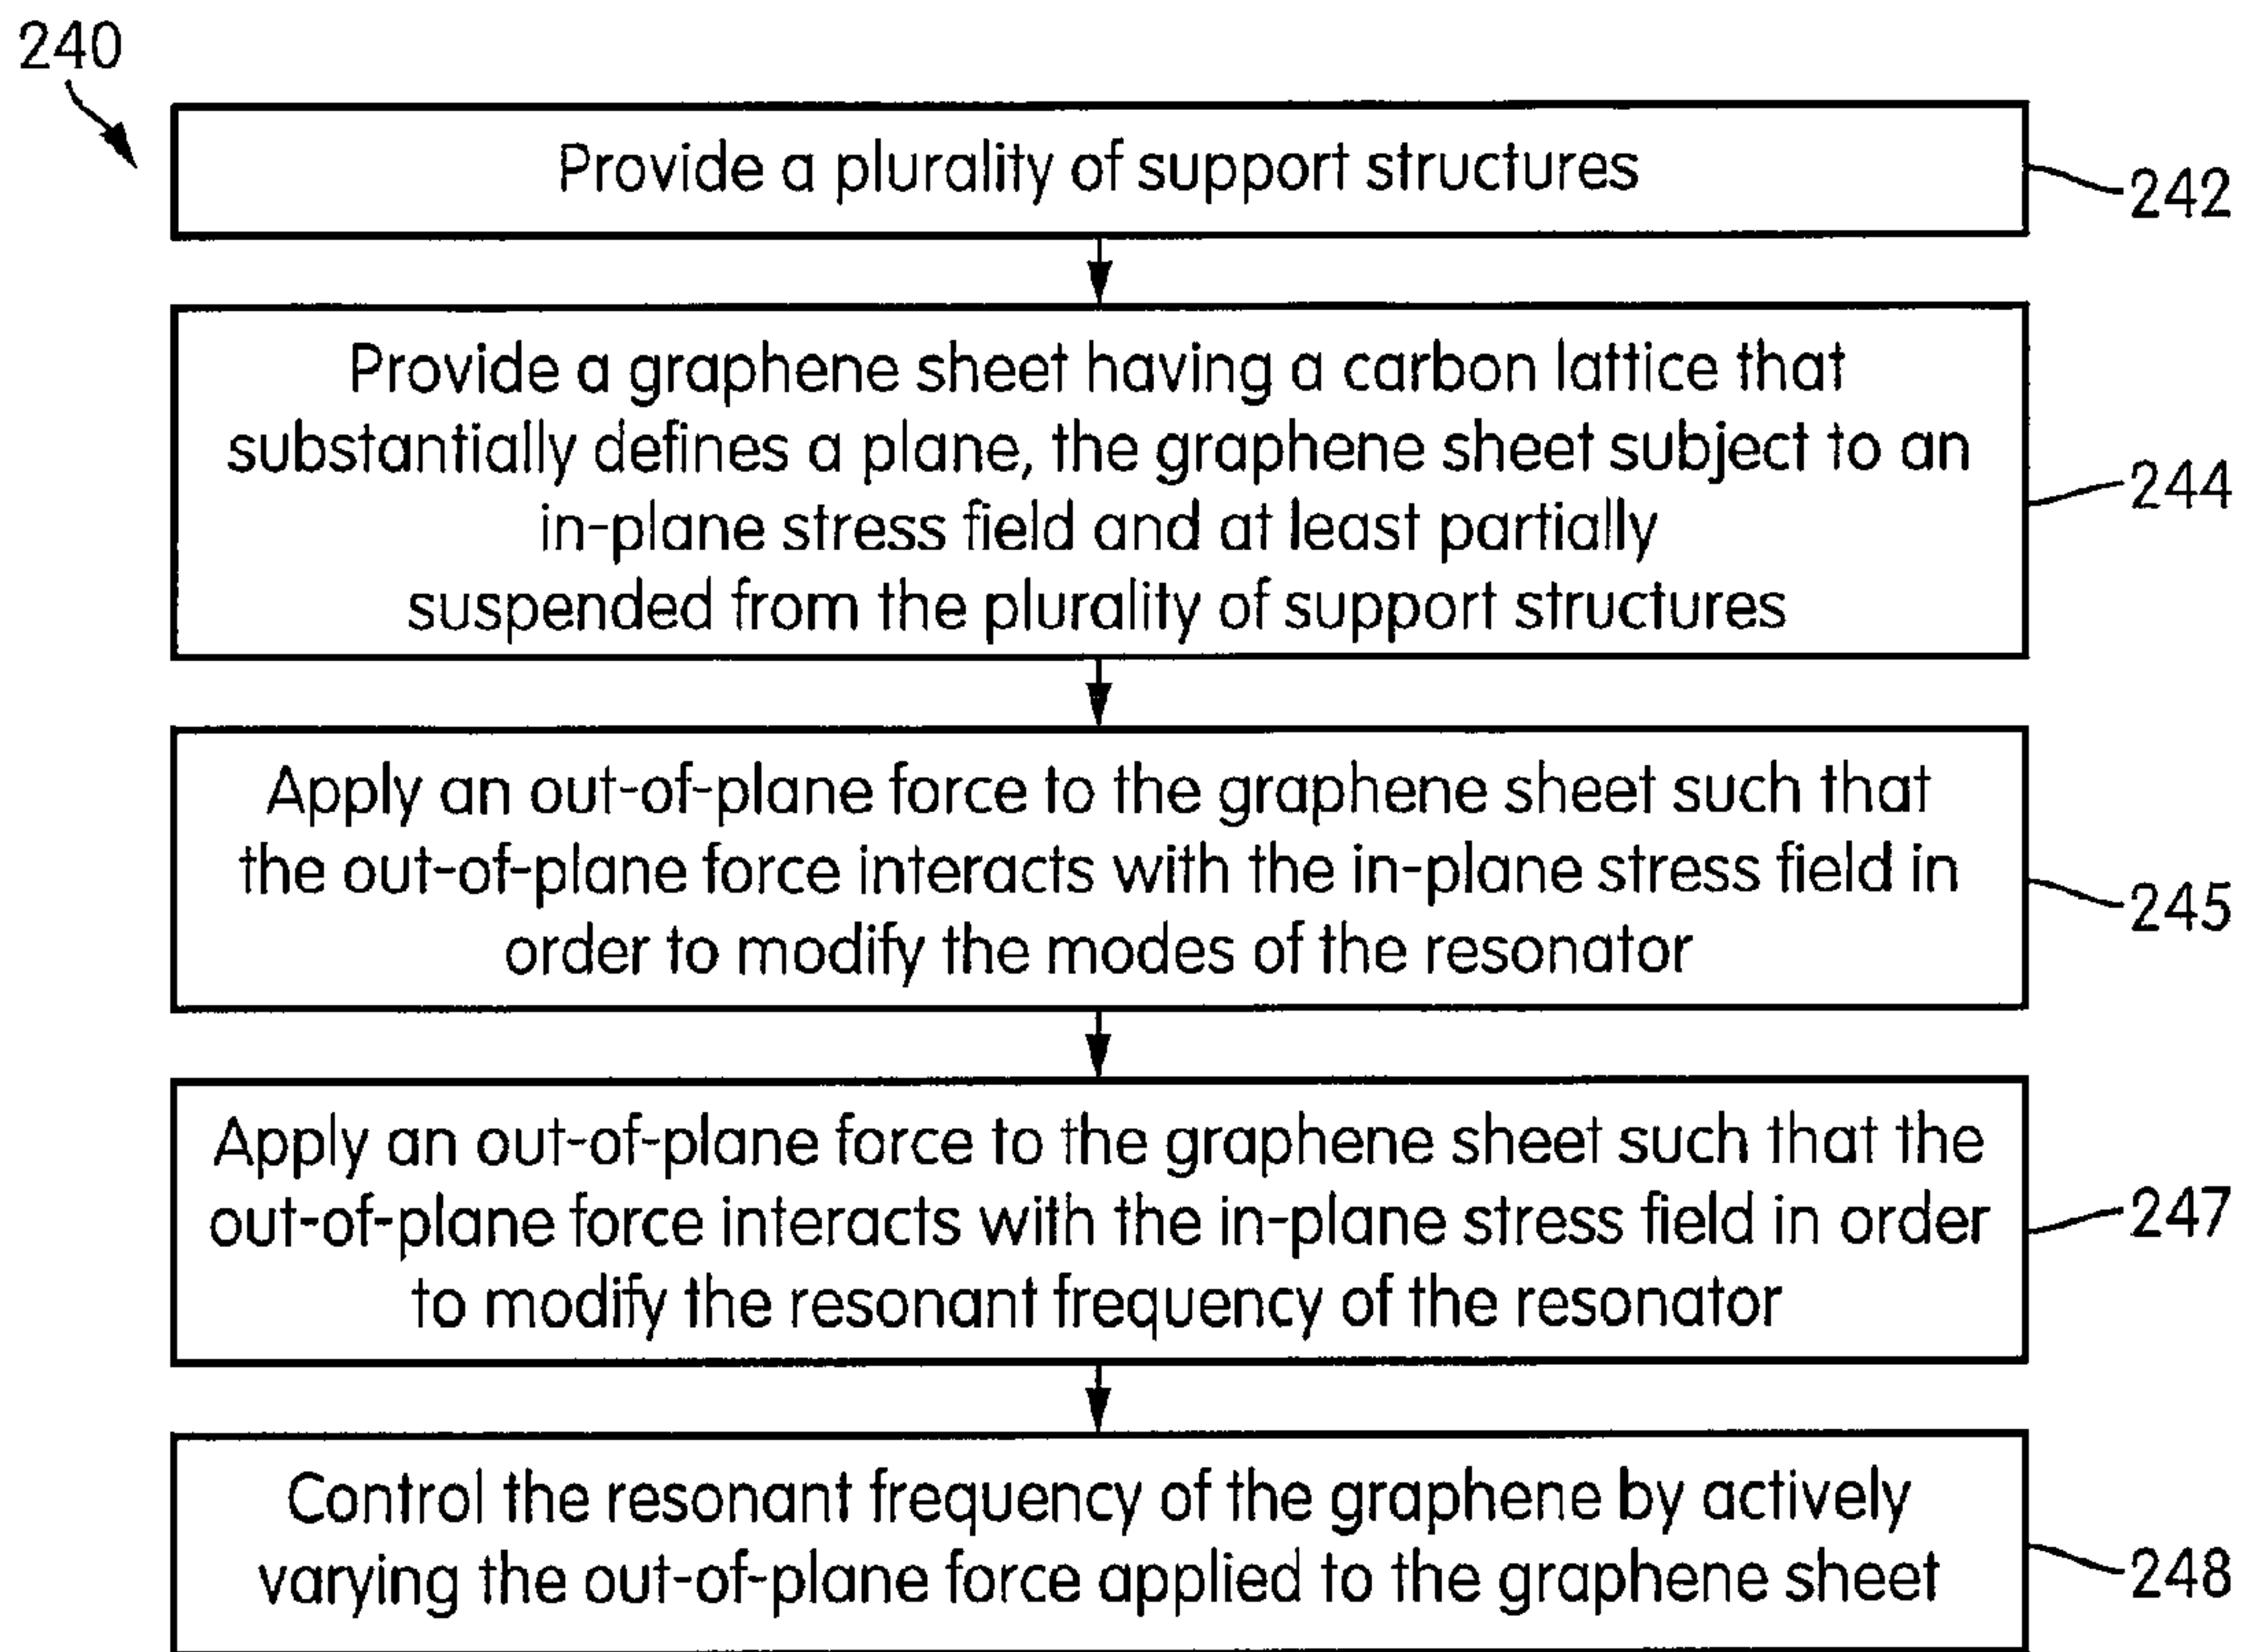 240
Provide a plurality of support structures
242
Provide a graphene sheet having a carbon lattice that
substantially defines a plane, the graphene sheet subject to an
in-plane stress field and at least partially
suspended from the plurality of support structures
244
Apply an out-of-plane force to the graphene sheet such that
the out-of-plane force interacts with the in-plane stress field in
order to modify the modes of the resonator
245
Apply an out-of-plane force to the graphene sheet such that the
out-of-plane force interacts with the in-plane stress field in order
to modify the resonant frequency of the resonator
247
Control the resonant frequency of the graphene by actively
varying the out-of-plane force applied to the graphene sheet
248